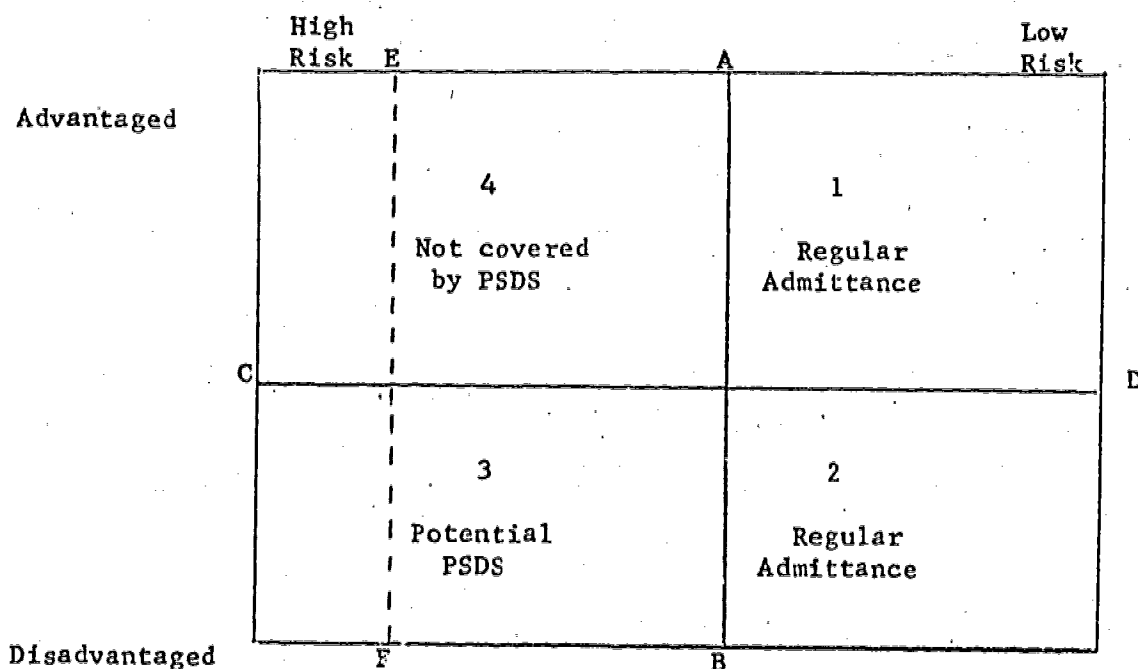 High
Risk E A Low
Risk
Advantaged
4 1
Not covered
by PSDS
Regular
Admittance
C D
3 2
Potential
PSDS
Regular
Admittance
Disadvantaged F B